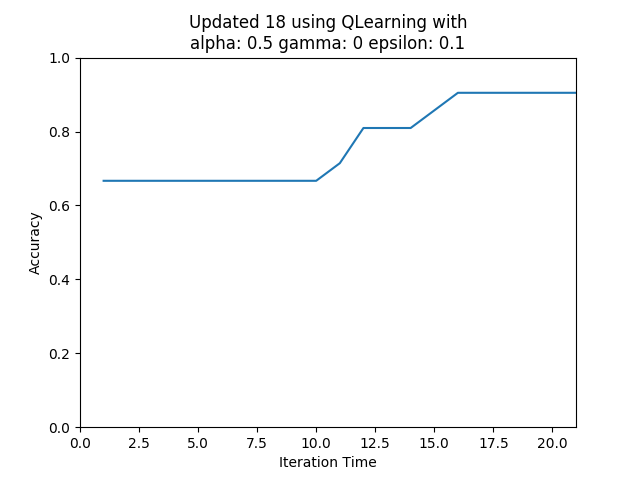 Updated 18 using QLearning with
alpha: 0.5 gamma: 0 epsilon: 0.1
1.0
0.8
0.6
0.4
0.2
0.0
Accuracy
0.0 2.5 5.0 7.5 10.0 12.5 15.0 17.5 20.0
Iteration Time